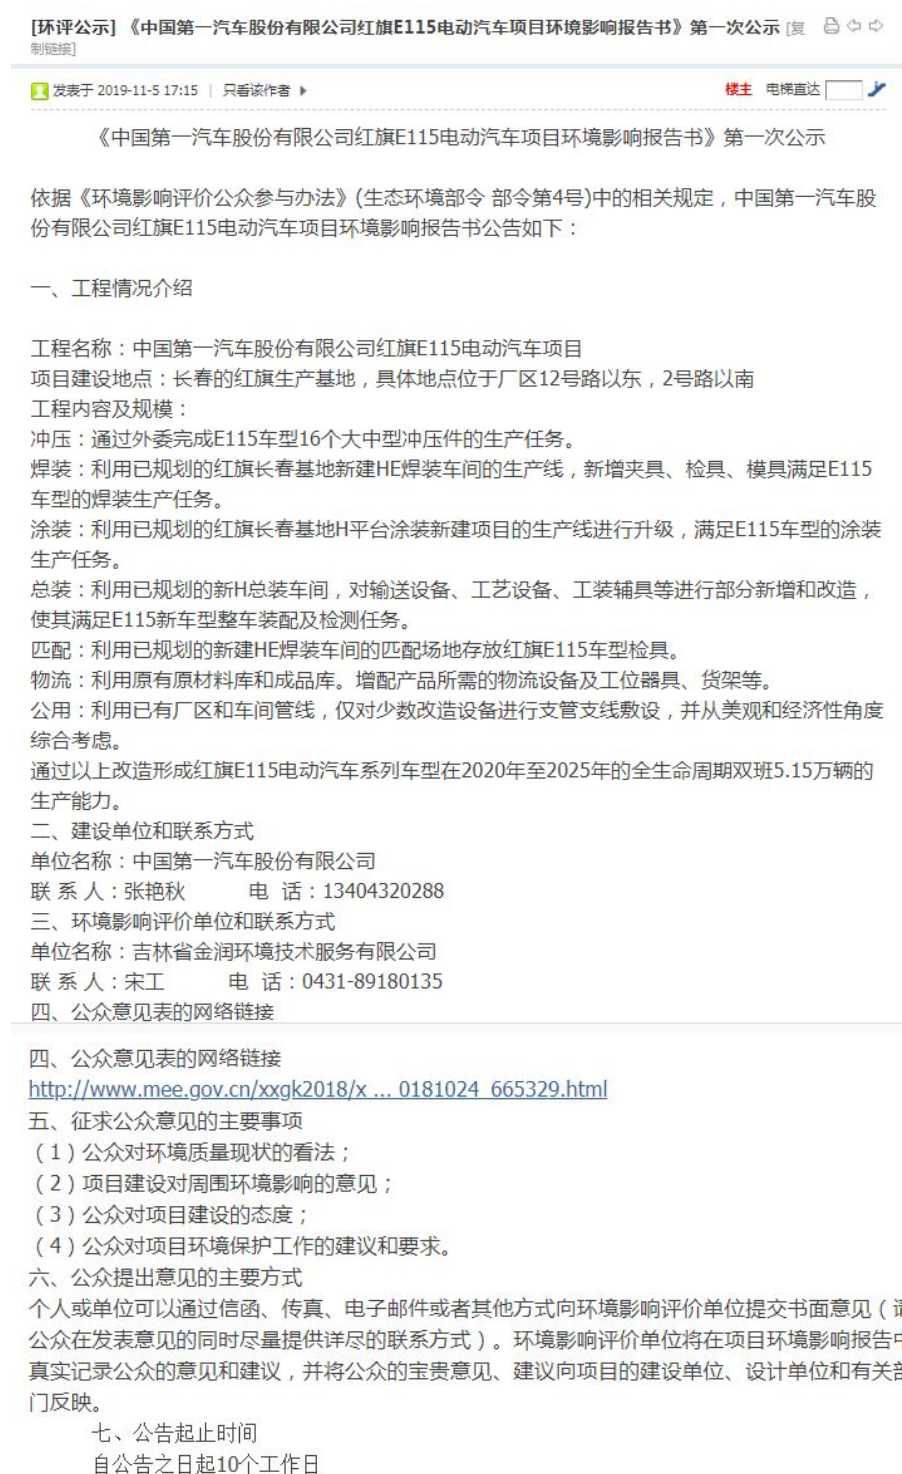 [环评公示] 《中国第一汽车股份有限公司红旗E115电动汽车项目环境影响报告书》第一次公示 [复
制链接]
发表于 2019-11-5 17:15 | 只看该作者
楼主 电梯直达
《中国第一汽车股份有限公司红旗E115电动汽车项目环境影响报告书》第一次公示
依据《环境影响评价公众参与办法》(生态环境部令 部令第4号)中的相关规定，中国第一汽车股
份有限公司红旗E115电动汽车项目环境影响报告书公告如下：
一、工程情况介绍
工程名称：中国第一汽车股份有限公司红旗E115电动汽车项目
项目建设地点：长春的红旗生产基地，具体地点位于厂区12号路以东，2号路以南
工程内容及规模：
冲压：通过外委完成E115车型16个大中型冲压件的生产任务。
焊装：利用已规划的红旗长春基地新建HE焊装车间的生产线，新增夹具、检具、模具满足E115
车型的焊装生产任务。
涂装：利用已规划的红旗长春基地H平台涂装新建项目的生产线进行升级，满足E115车型的涂装
生产任务。
总装：利用已规划的新H总装车间，对输送设备、工艺设备、工装辅具等进行部分新增和改造，
使其满足E115新车型整车装配及检测任务。
匹配：利用已规划的新建HE焊装车间的匹配场地存放红旗E115车型检具。
物流：利用原有原材料库和成品库。增配产品所需的物流设备及工位器具、货架等。
公用：利用已有厂区和车间管线，仅对少数改造设备进行支管支线敷设，并从美观和经济性角度
综合考虑。
通过以上改造形成红旗E115电动汽车系列车型在2020年至2025年的全生命周期双班5.15万辆的
生产能力。
二、建设单位和联系方式
单位名称：中国第一汽车股份有限公司
联 系 人：张艳秋 电 话：13404320288
三、环境影响评价单位和联系方式
单位名称：吉林省金润环境技术服务有限公司
联 系 人：宋工 电 话：0431-89180135
四、公众意见表的网络链接
四、公众意见表的网络链接
http://www.mee.gov.cn/xxgk2018/x ... 0181024_665329.html
五、征求公众意见的主要事项
（1）公众对环境质量现状的看法；
（2）项目建设对周围环境影响的意见；
（3）公众对项目建设的态度；
（4）公众对项目环境保护工作的建议和要求。
六、公众提出意见的主要方式
个人或单位可以通过信函、传真、电子邮件或者其他方式向环境影响评价单位提交书面意见（请
公众在发表意见的同时尽量提供详尽的联系方式）。环境影响评价单位将在项目环境影响报告中
真实记录公众的意见和建议，并将公众的宝贵意见、建议向项目的建设单位、设计单位和有关部
门反映。
七、公告起止时间
自公告之日起10个工作日